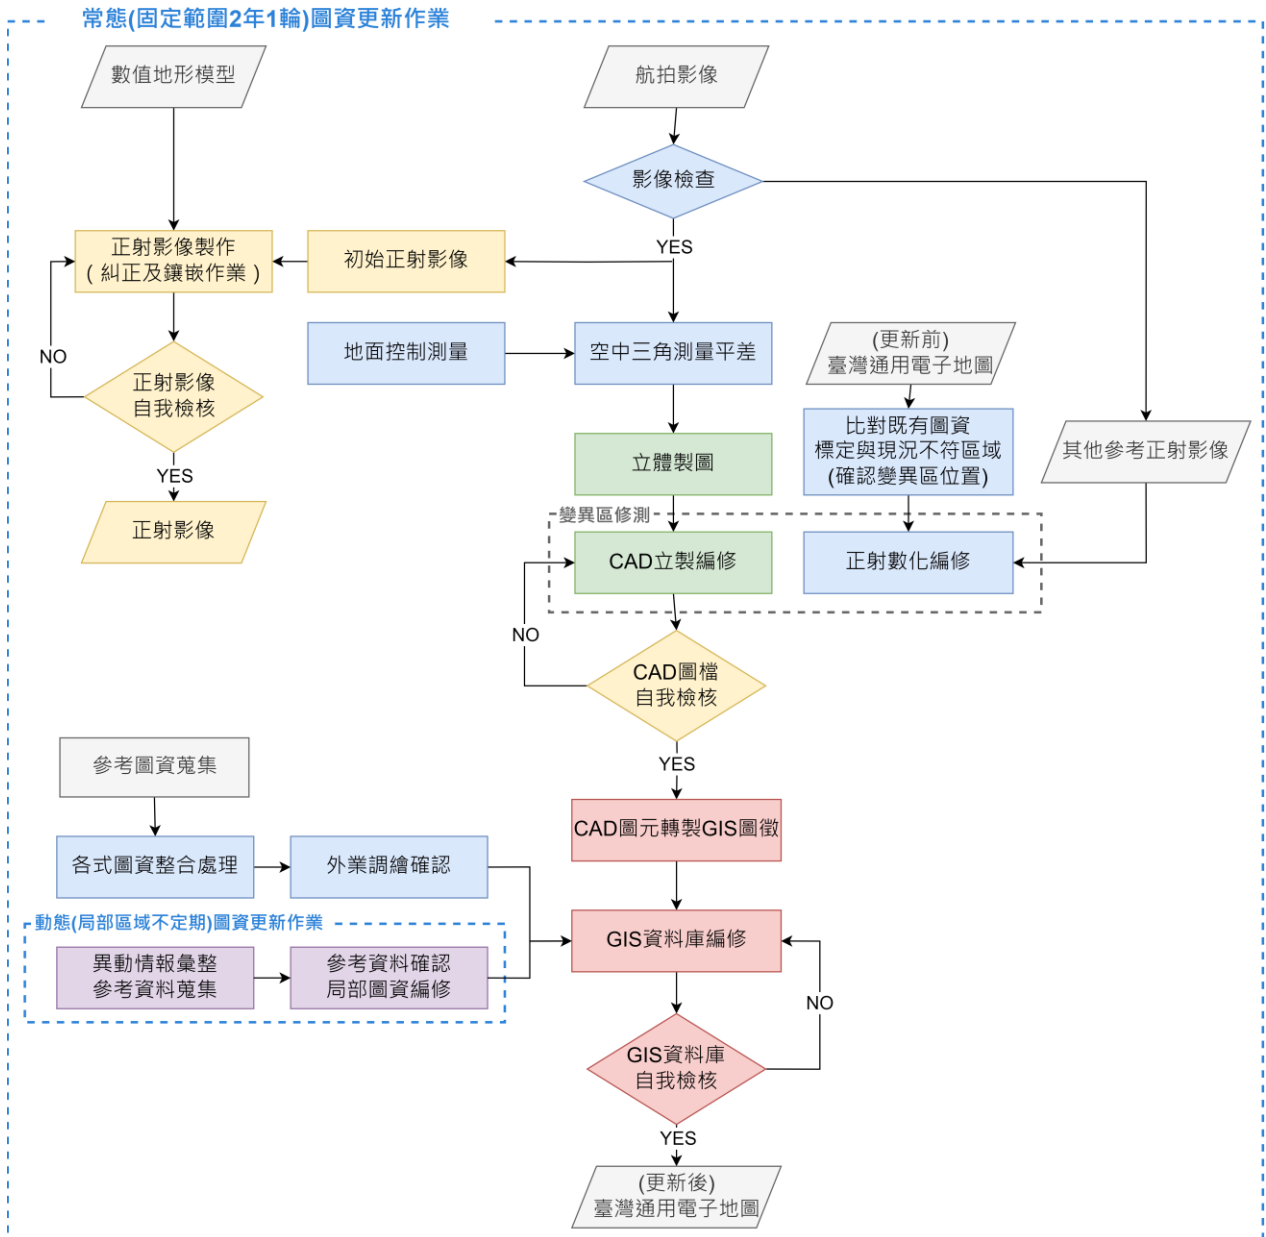 常態(固定範圍2年1輪)圖資更新作業
數值地形模型
航拍影像
影像檢查
YES
正射影像製作
(糾正及鑲嵌作業)
初始正射影像
地面控制測量
空中三角測量平差
(更新前)
臺灣通用電子地圖
NO
正射影像
自我檢核
比對既有圖資
標定與現況不符區域
(確認變異區位置)
其他參考正射影像
立體製圖
YES
正射影像
變異區修測
CAD立製編修
正射數化編修
NO
CAD圖檔
自我檢核
YES
參考圖資蒐集
CAD圖元轉製GIS圖徵
各式圖資整合處理
外業調繪確認
動態(局部區域不定期)圖資更新作業
異動情報彙整
參考資料蒐集
參考資料確認
局部圖資編修
GIS資料庫編修
NO
GIS資料庫
自我檢核
YES
(更新後)
臺灣通用電子地圖